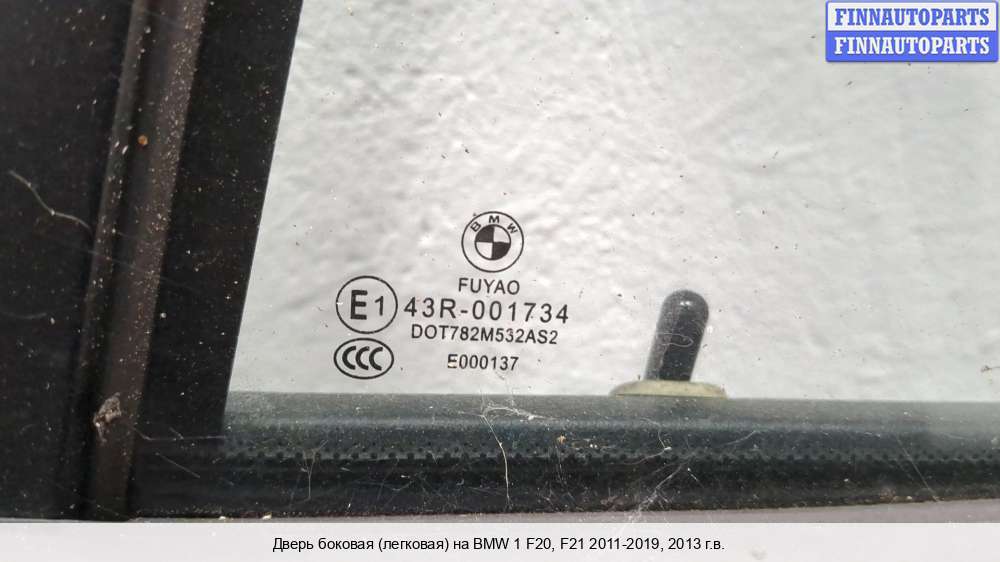 FINNAUTOPARTS
FINNAUTOPARTS
BMW
FUYAO
E1 43R-001734
DOT782M532AS2
CCC E000137
Дверь боковая (легковая) на BMW 1 F20, F21 2011-2019, 2013 г.в.